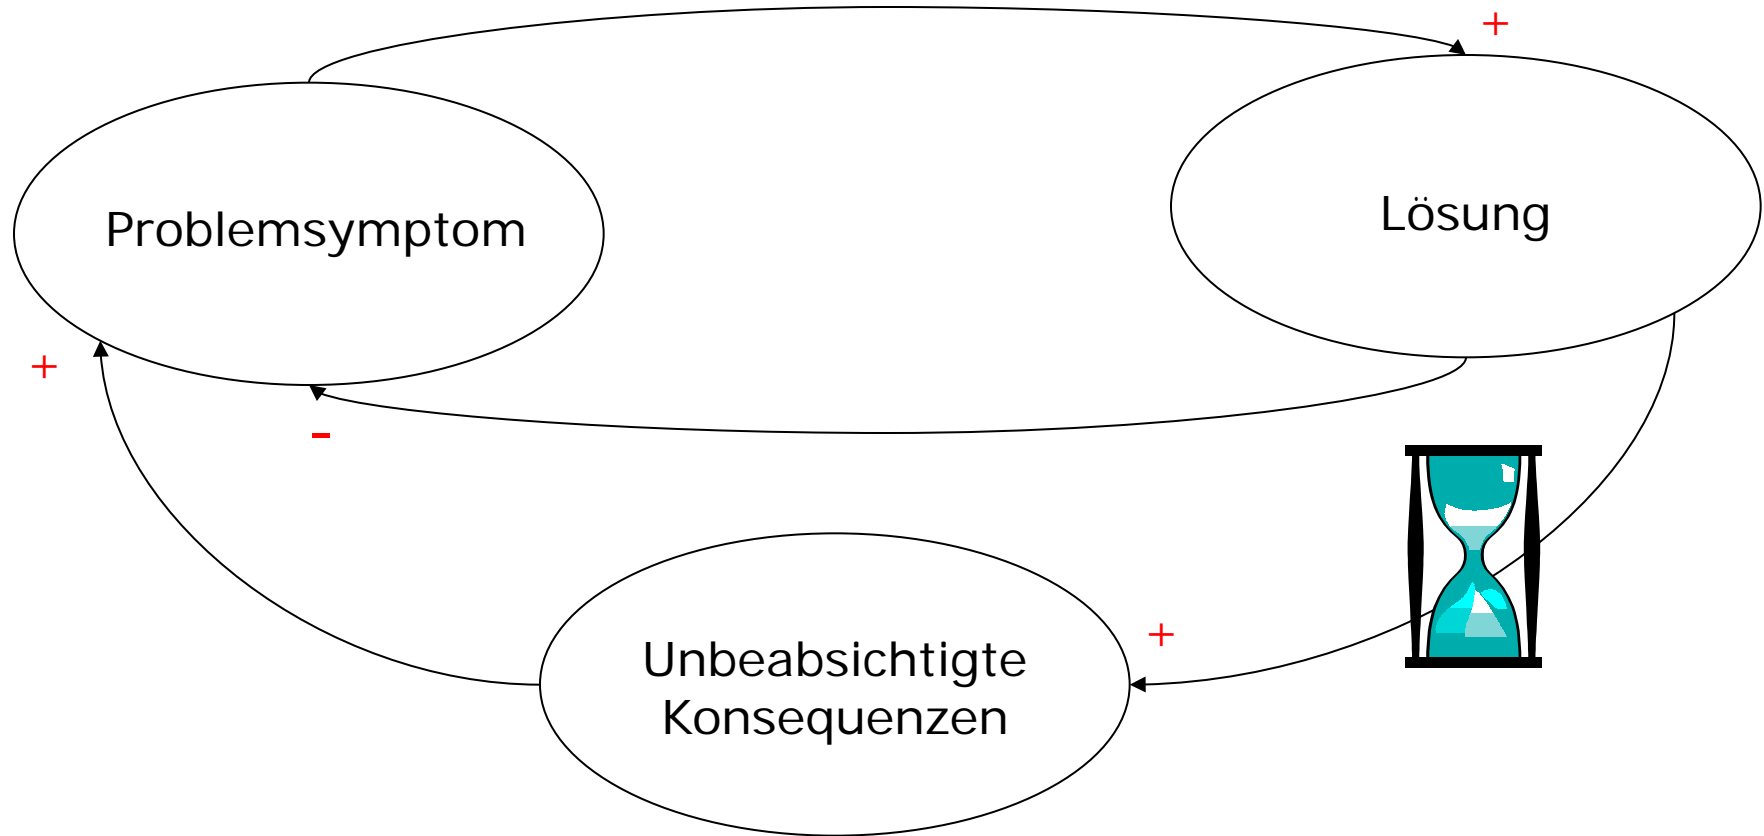 +
Problemsymptom
Lösung
+
-
+
Unbeabsichtigte
Konsequenzen